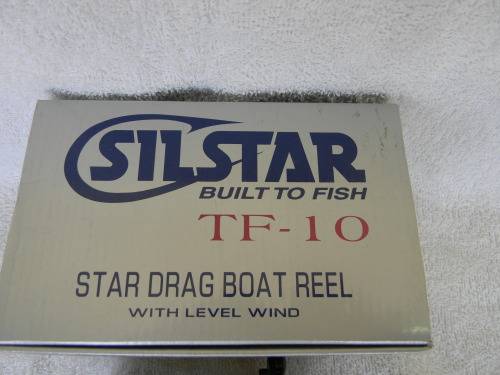 SILSTAR
BUILT TO FISH
TF-10
STAR DRAG BOAT REEL
WITH LEVEL WIND